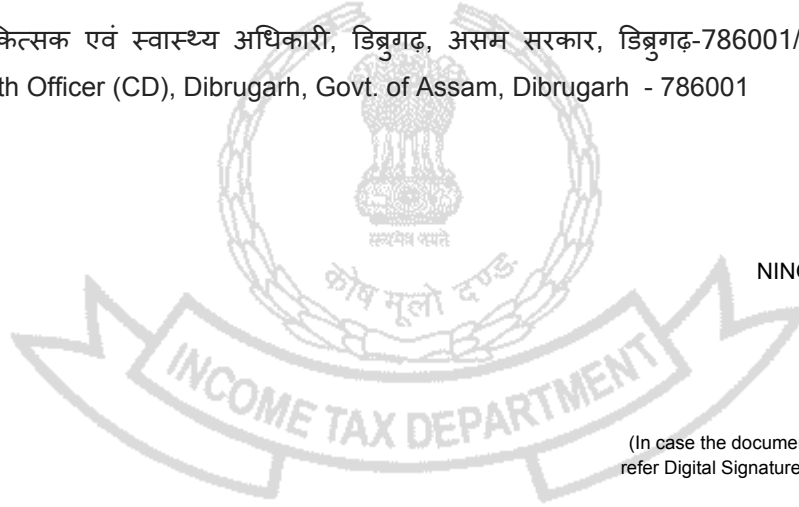 कित्सक एवं स्वास्थ्य अधिकारी, डिब्रुगढ़, असम सरकार, डिब्रुगढ़-786001/
th Officer (CD), Dibrugarh, Govt. of Assam, Dibrugarh - 786001
सत्यमेव जयते
NING
कोष मूलो दण्डः
INCOME TAX DEPARTMENT
(In case the docume
refer Digital Signature